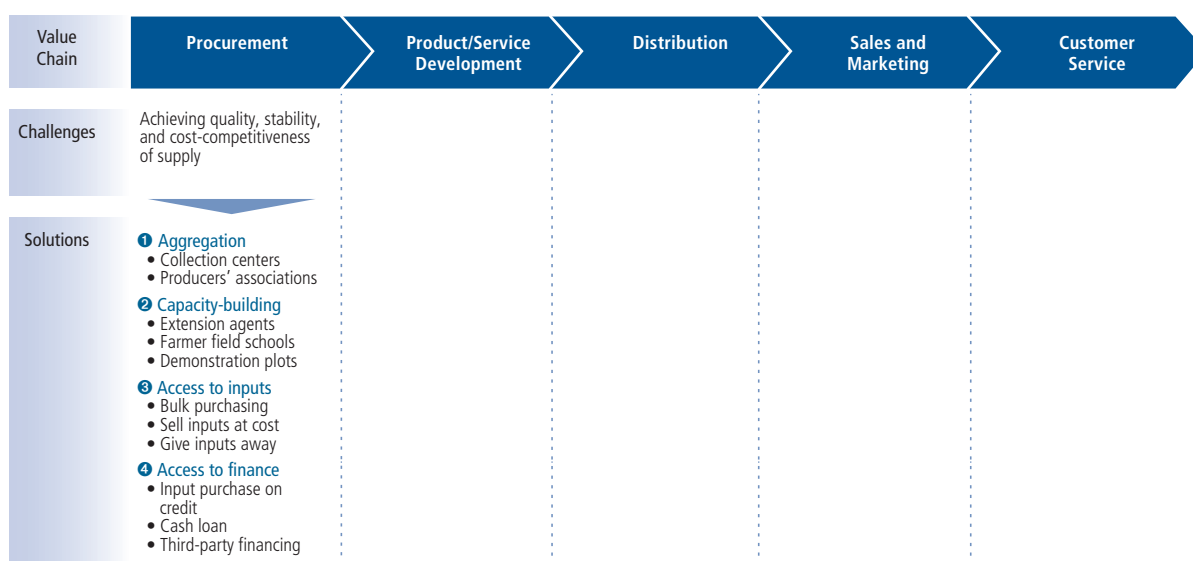 Value
Chain
Procurement
Product/Service
Development
Distribution
Sales and
Marketing
Customer
Service
Challenges
Achieving quality, stability,
and cost-competitiveness
of supply
Solutions
❶ Aggregation
• Collection centers
• Producers’ associations
❷ Capacity-building
• Extension agents
• Farmer field schools
• Demonstration plots
❸ Access to inputs
• Bulk purchasing
• Sell inputs at cost
• Give inputs away
❹ Access to finance
• Input purchase on
credit
• Cash loan
• Third-party financing